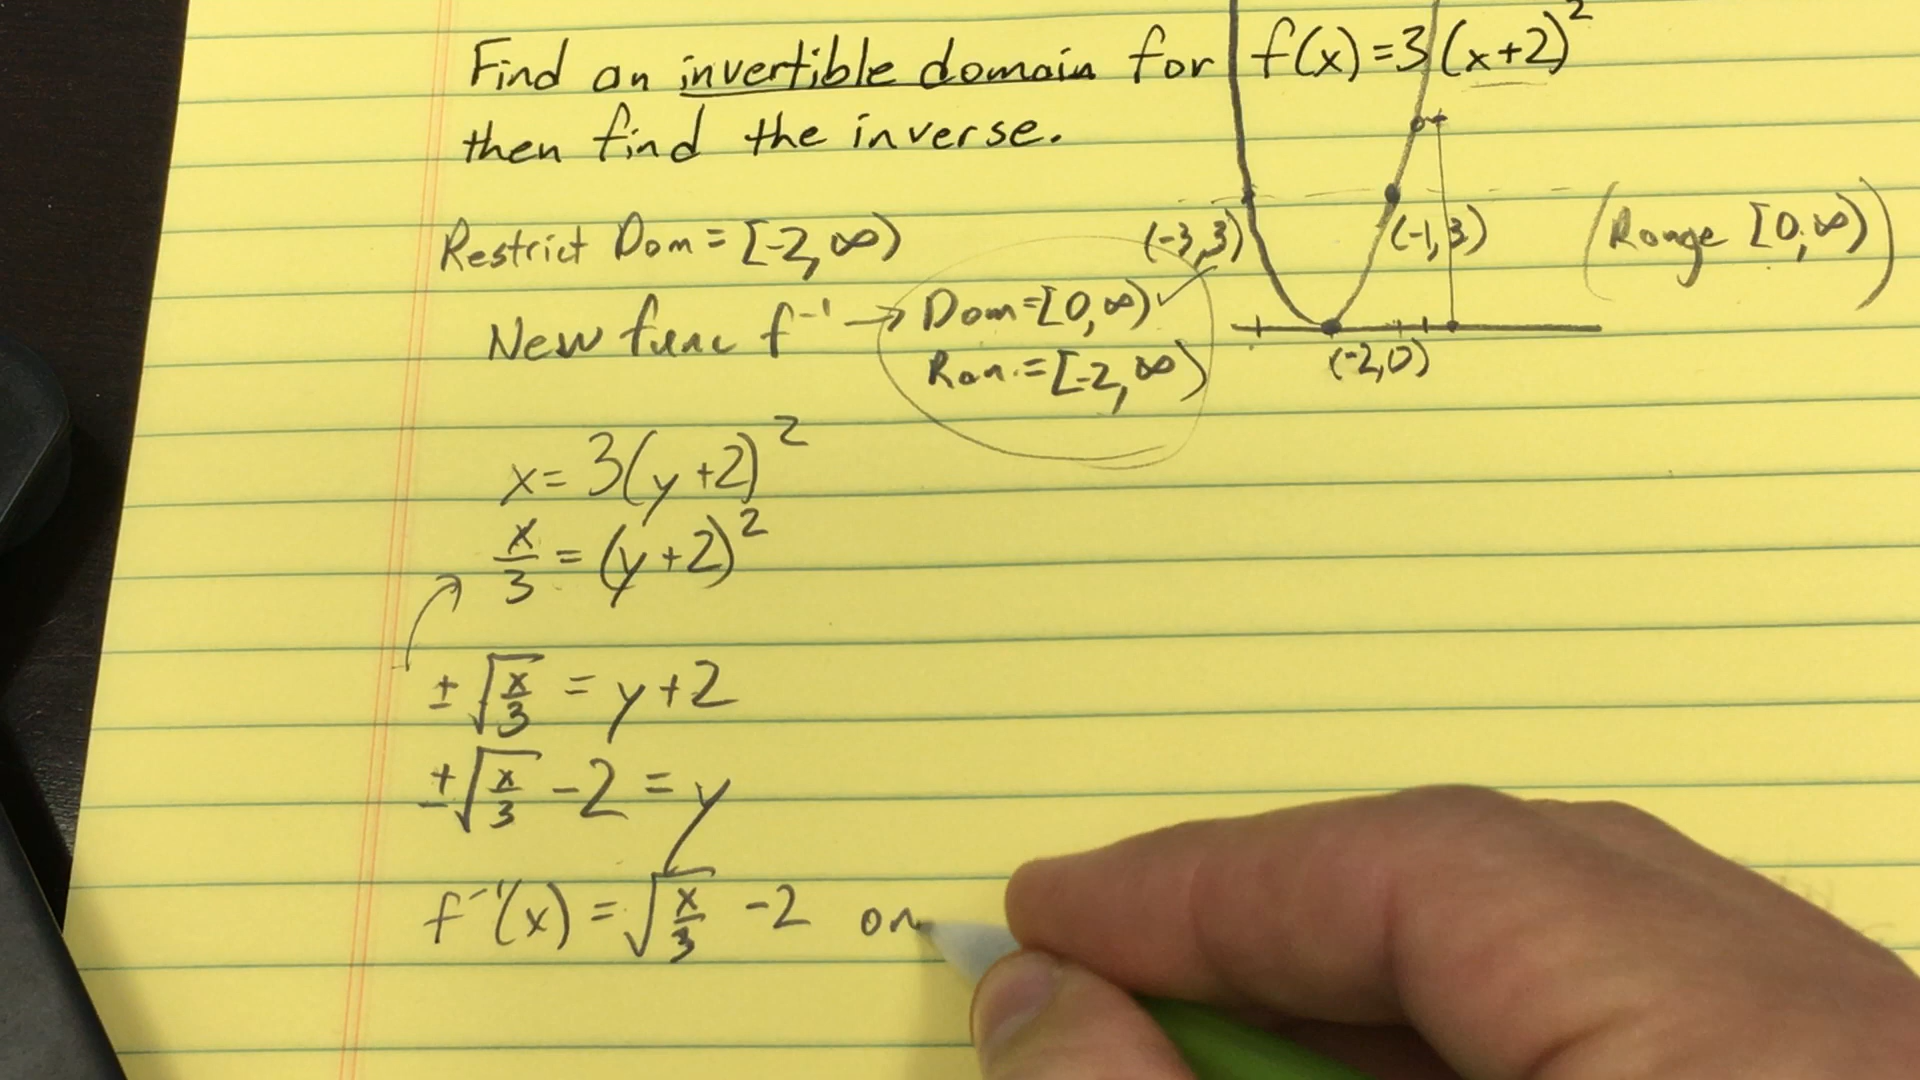 Find an invertible domain for f(x)=3(x+2)²
then find the inverse.
Restrict Dom = [-2,∞)
(-3,3)
(-1,3)
(Range [0,∞))
New func f⁻¹ → Dom=[0,∞) ✓
Ran.=[-2,∞)
(-2,0)
x=3(y+2)²
x/3=(y+2)²
±√(x/3) = y+2
±√(x/3) -2 = y
f⁻¹(x) = √(x/3) -2 on